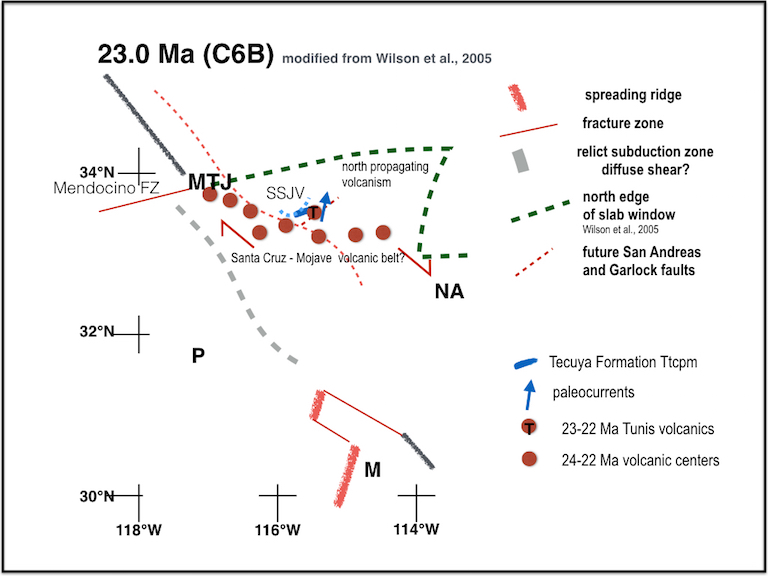 23.0 Ma (C6B) modified from Wilson et al., 2005
spreading ridge
fracture zone
relict subduction zone
diffuse shear?
north edge
of slab window
Wilson et al., 2005
future San Andreas
and Garlock faults
34°N
MTJ
Mendocino FZ
north propagating
volcanism
SSJV
T
Santa Cruz - Mojave volcanic belt?
NA
32°N
P
Tecuya Formation Ttcpm
paleocurrents
T
23-22 Ma Tunis volcanics
24-22 Ma volcanic centers
M
30°N
118°W
116°W
114°W